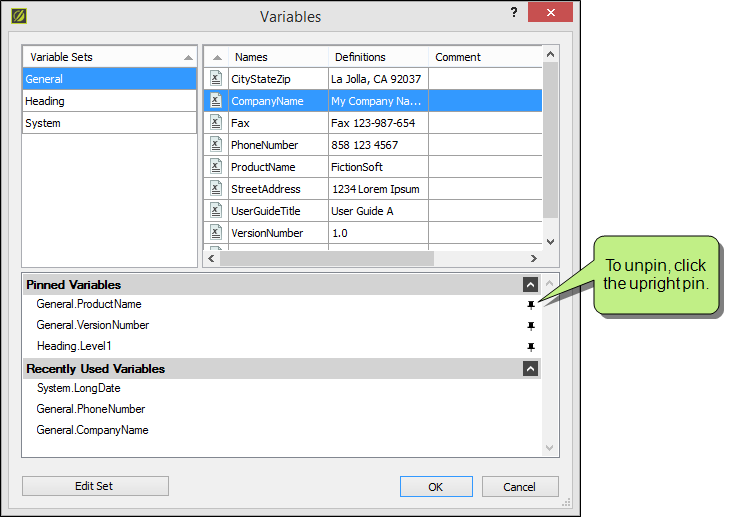 Variables
?
Variable Sets
General
Heading
System
Names Definitions Comment
CityStateZip La Jolla, CA 92037
CompanyName My Company Na...
Fax Fax 123-987-654
PhoneNumber 858 123 4567
ProductName FictionSoft
StreetAddress 1234 Lorem Ipsum
UserGuideTitle User Guide A
VersionNumber 1.0
To unpin, click
the upright pin.
Pinned Variables
General.ProductName
General.VersionNumber
Heading.Level1
Recently Used Variables
System.LongDate
General.PhoneNumber
General.CompanyName
Edit Set OK Cancel